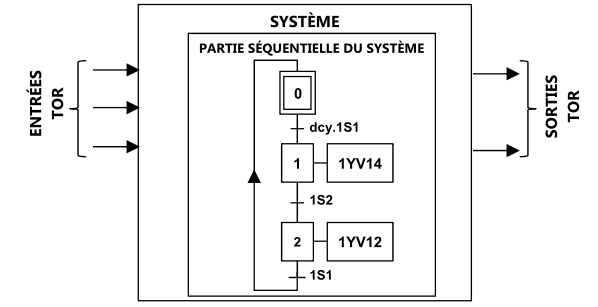 SYSTÈME
PARTIE SÉQUENTIELLE DU SYSTÈME
ENTRÉES
TOR
0
dcy.1S1
1
1YV14
1S2
2
1YV12
1S1
SORTIES
TOR